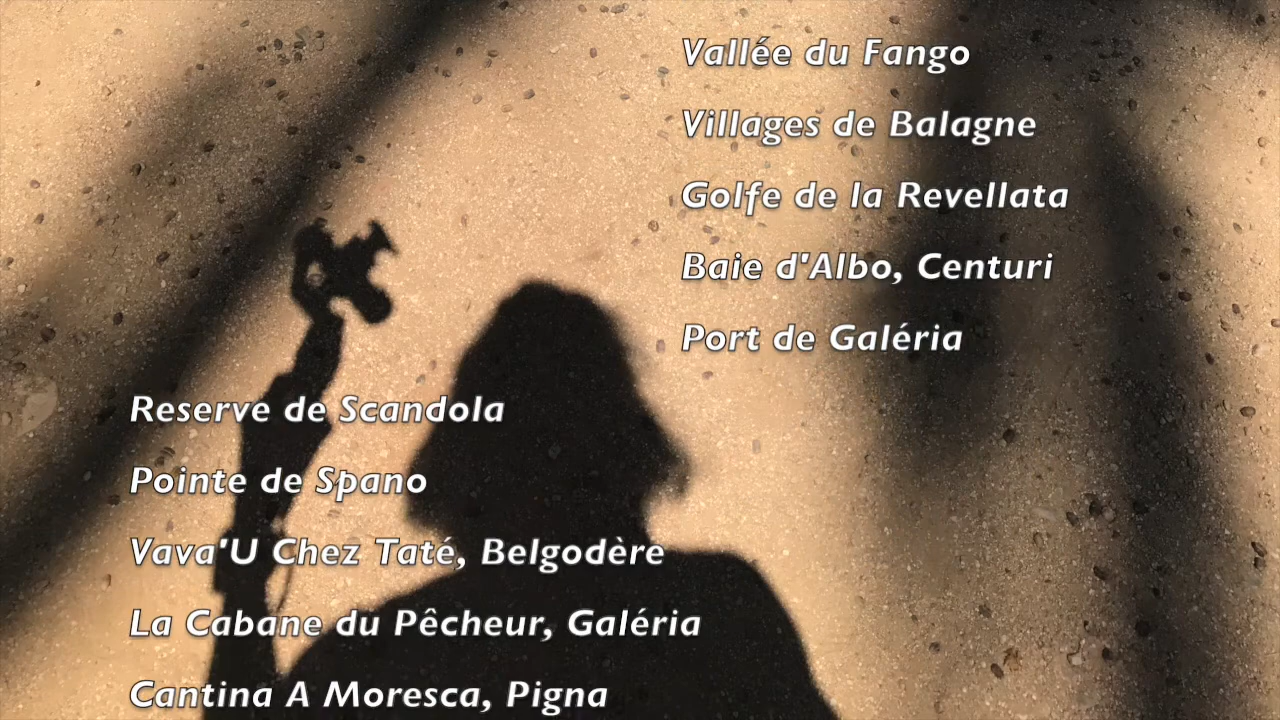 Vallée du Fango
Villages de Balagne
Golfe de la Revellata
Baie d'Albo, Centuri
Port de Galéria
Reserve de Scandola
Pointe de Spano
Vava'U Chez Taté, Belgodère
La Cabane du Pêcheur, Galéria
Cantina A Moresca, Pigna